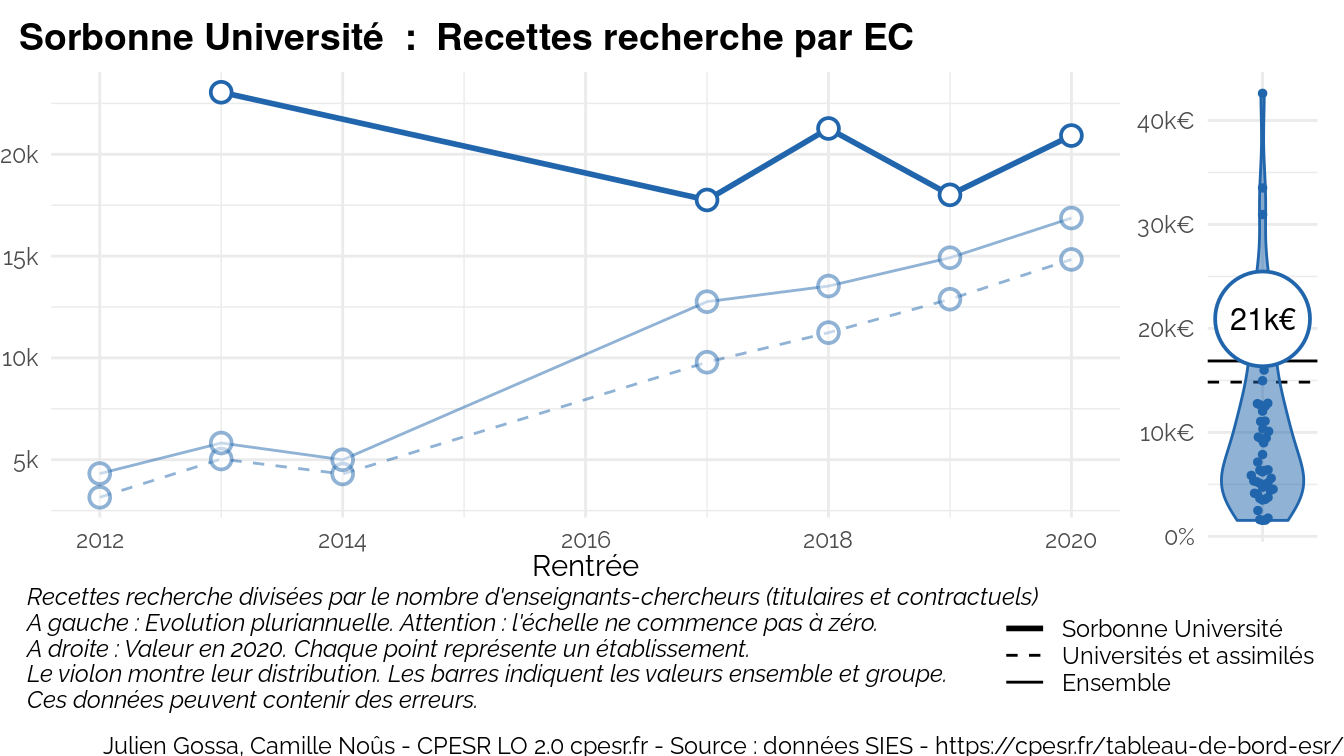 Sorbonne Université : Recettes recherche par EC
20k
15k
10k
5k
2012 2014 2016 2018 2020
Rentrée
40k€
30k€
20k€
10k€
0%
21k€
Recettes recherche divisées par le nombre d'enseignants-chercheurs (titulaires et contractuels)
A gauche : Evolution pluriannuelle. Attention : l'échelle ne commence pas à zéro.
A droite : Valeur en 2020. Chaque point représente un établissement.
Le violon montre leur distribution. Les barres indiquent les valeurs ensemble et groupe.
Ces données peuvent contenir des erreurs.
Sorbonne Université
Universités et assimilés
Ensemble
Julien Gossa, Camille Noûs - CPESR LO 2.0 cpesr.fr - Source : données SIES - https://cpesr.fr/tableau-de-bord-esr/